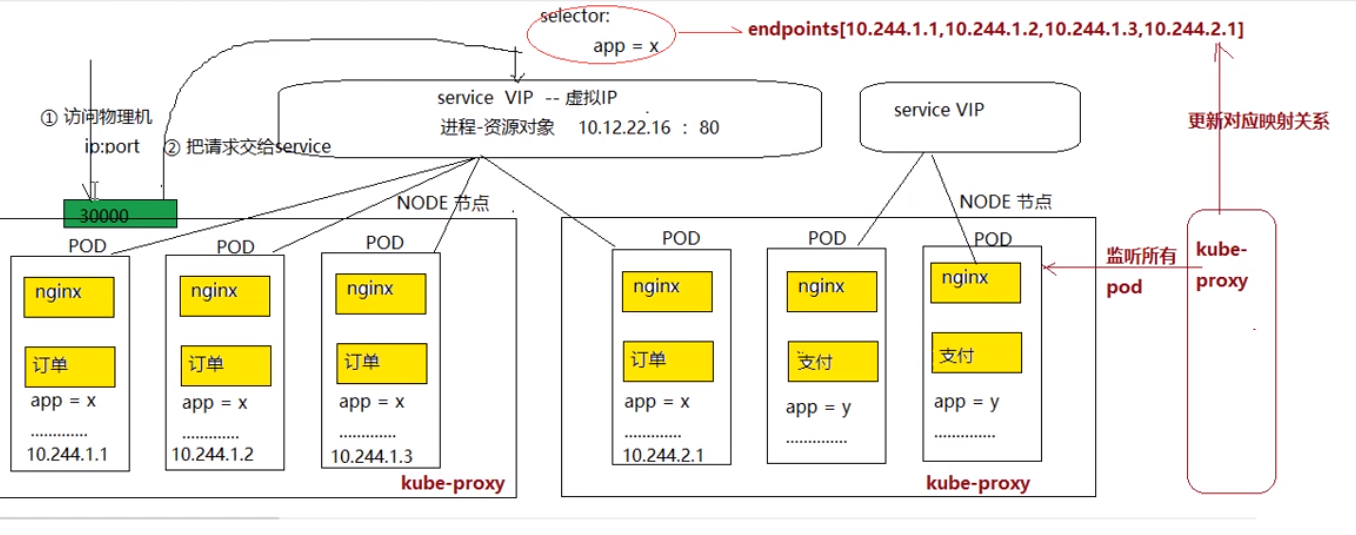 selector:
app = x
endpoints[10.244.1.1,10.244.1.2,10.244.1.3,10.244.2.1]
① 访问物理机
ip:port
② 把请求交给service
service VIP -- 虚拟IP
进程-资源对象 10.12.22.16 : 80
service VIP
更新对应映射关系
30000
NODE 节点
NODE 节点
POD
nginx
订单
app = x
.............
10.244.1.1
POD
nginx
订单
app = x
.............
10.244.1.2
POD
nginx
订单
app = x
.............
10.244.1.3
kube-proxy
POD
nginx
订单
app = x
.............
10.244.2.1
POD
nginx
支付
app = y
..............
POD
nginx
支付
app = y
..............
kube-proxy
监听所有
pod
kube-
proxy